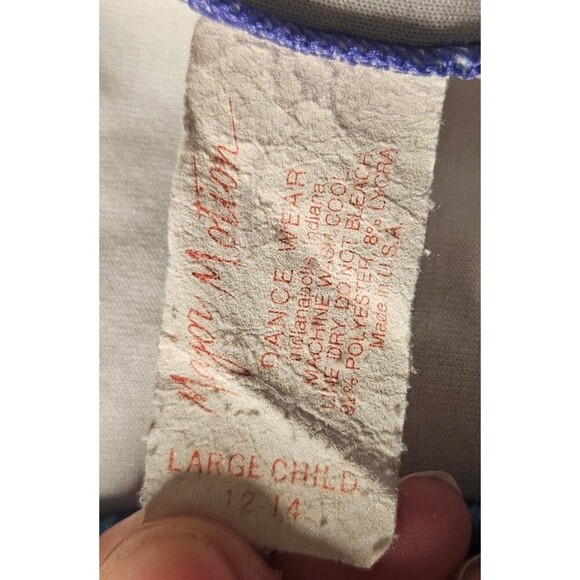 Major Motion
DANCE WEAR
Indianapolis Indiana
MACHINE WASH COOL
LINE DRY DO NOT BLEACH
92% POLYESTER 8% LYCRA
Made in U.S.A.
LARGE CHILD
12 14